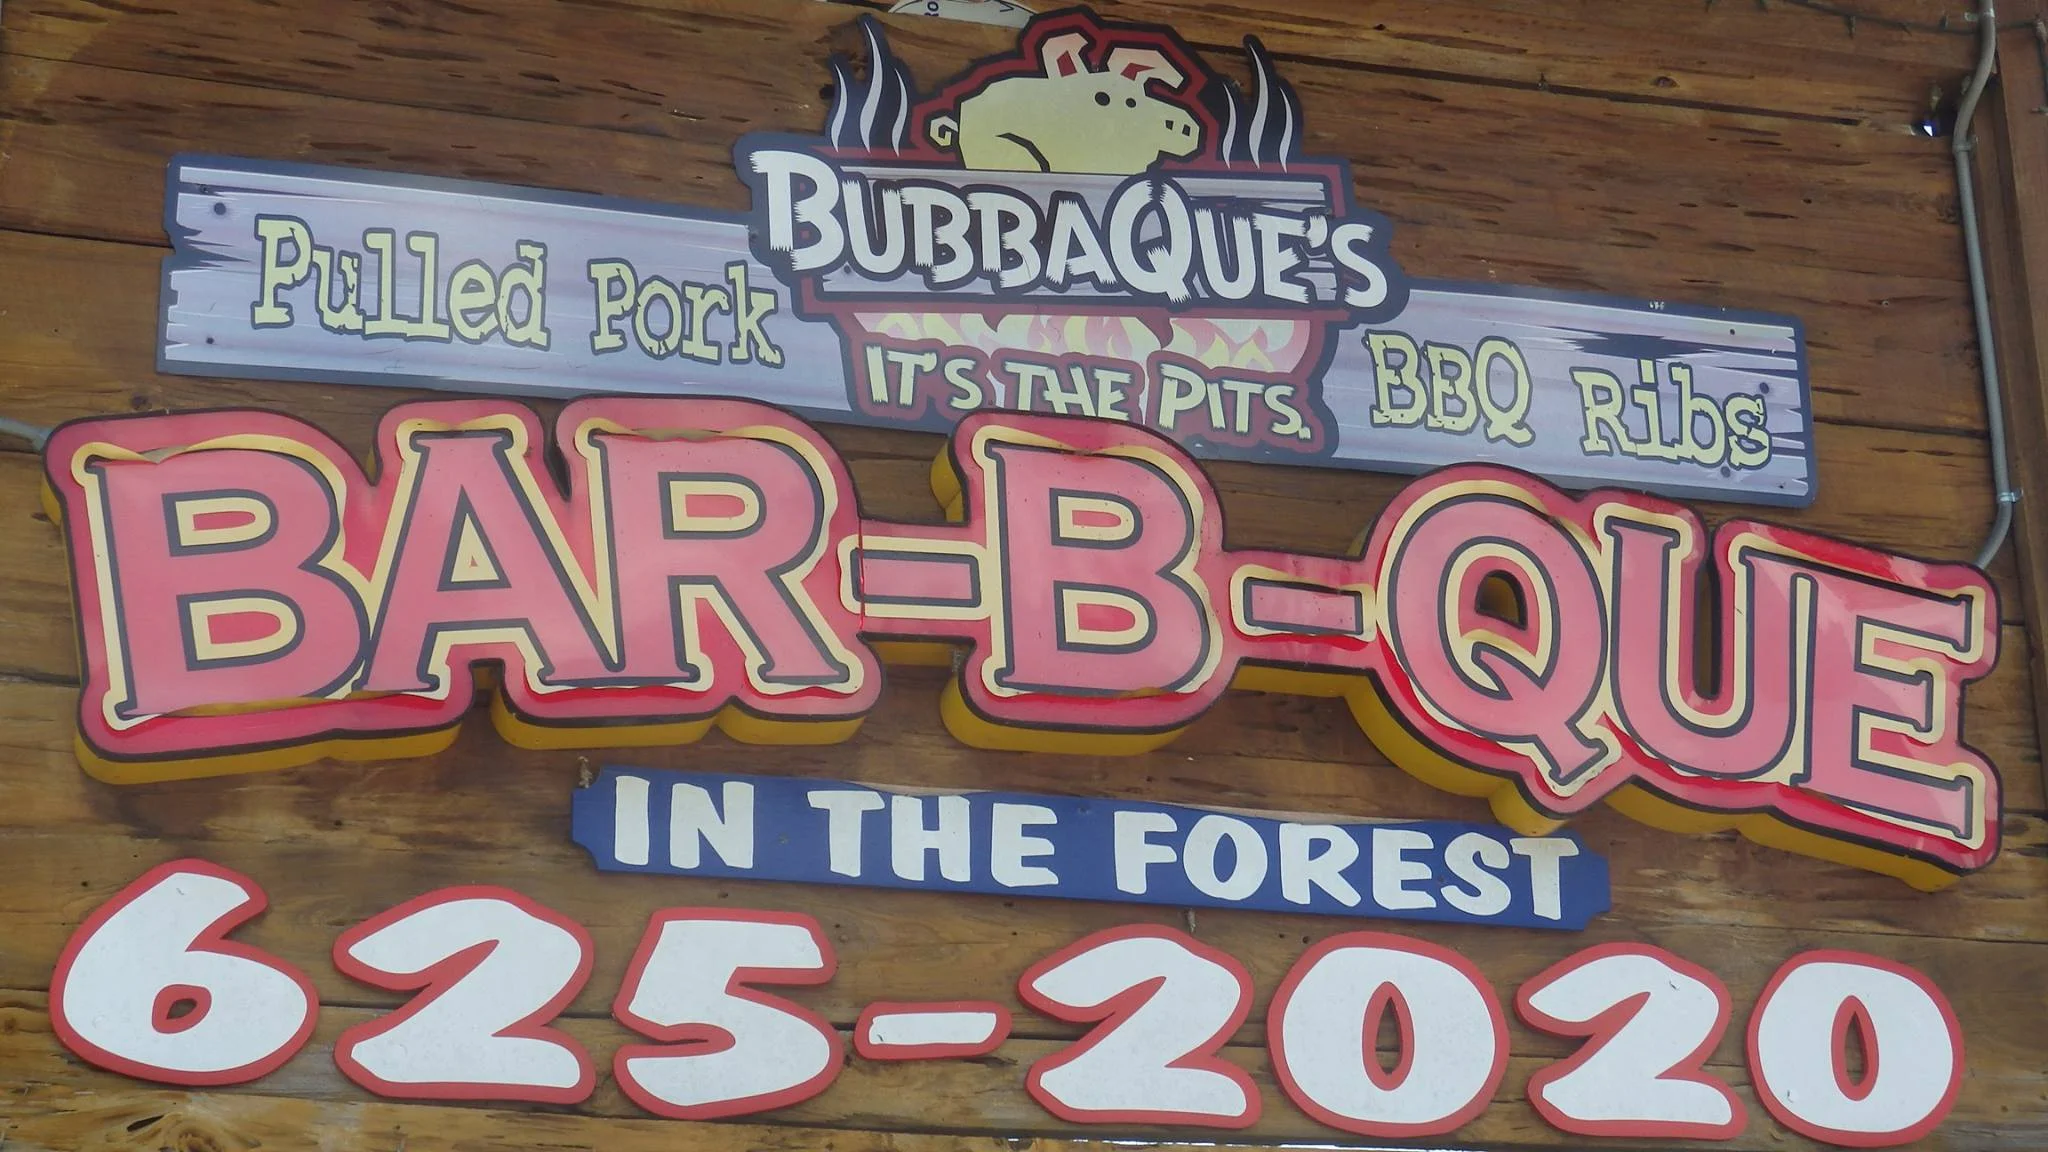 BUBBAQUE'S
Pulled Pork
IT'S THE PITS.
BBQ Ribs
BAR-B-QUE
IN THE FOREST
625-2020